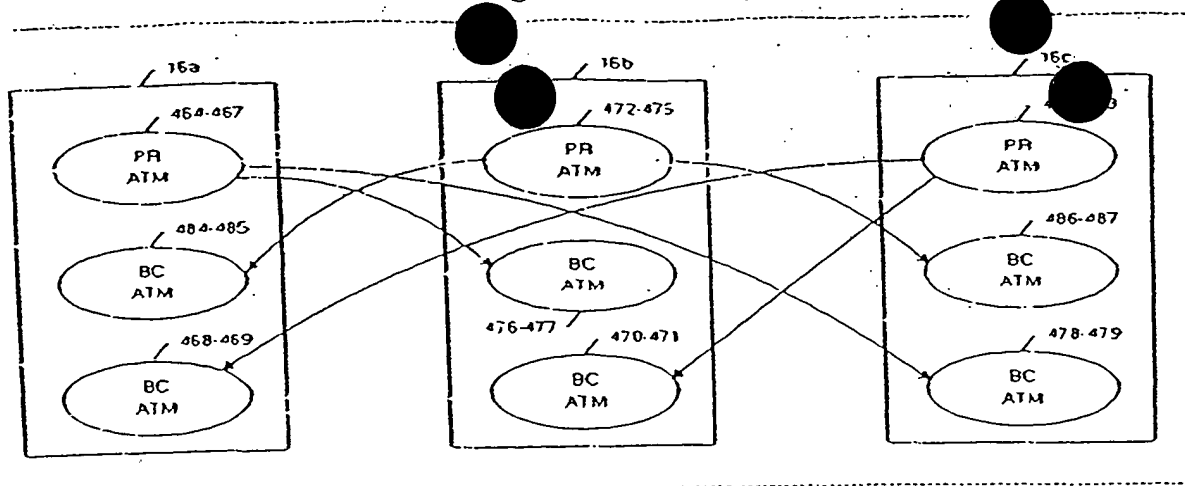 16a
464-467
PR
ATM
484-485
BC
ATM
468-469
BC
ATM
16b
472-475
PR
ATM
BC
ATM
476-477
470-471
BC
ATM
16c
PR
ATM
486-487
BC
ATM
478-479
BC
ATM